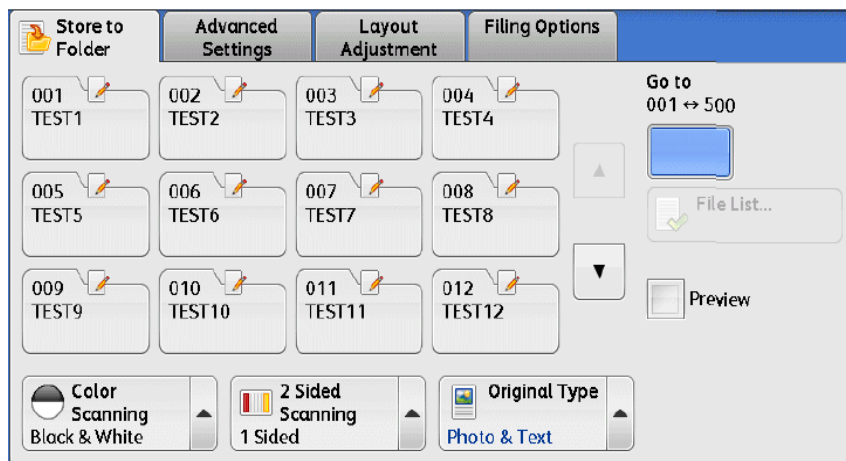 Store to
Folder
Advanced
Settings
Layout
Adjustment
Filing Options
001
TEST1
002
TEST2
003
TEST3
004
TEST4
Go to
001 ↔ 500
005
TEST5
006
TEST6
007
TEST7
008
TEST8
File List...
009
TEST9
010
TEST10
011
TEST11
012
TEST12
Preview
Color
Scanning
Black & White
2 Sided
Scanning
1 Sided
Original Type
Photo & Text